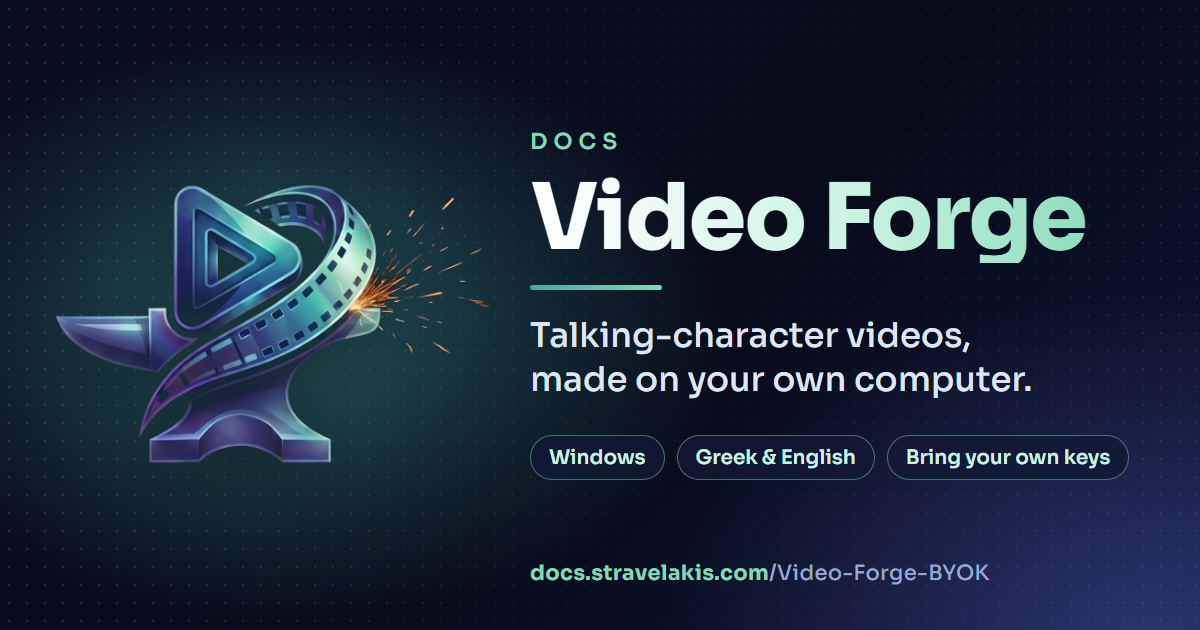 DOCS
Video Forge
Talking-character videos,
made on your own computer.
Windows
Greek & English
Bring your own keys
docs.stravelakis.com/Video-Forge-BYOK